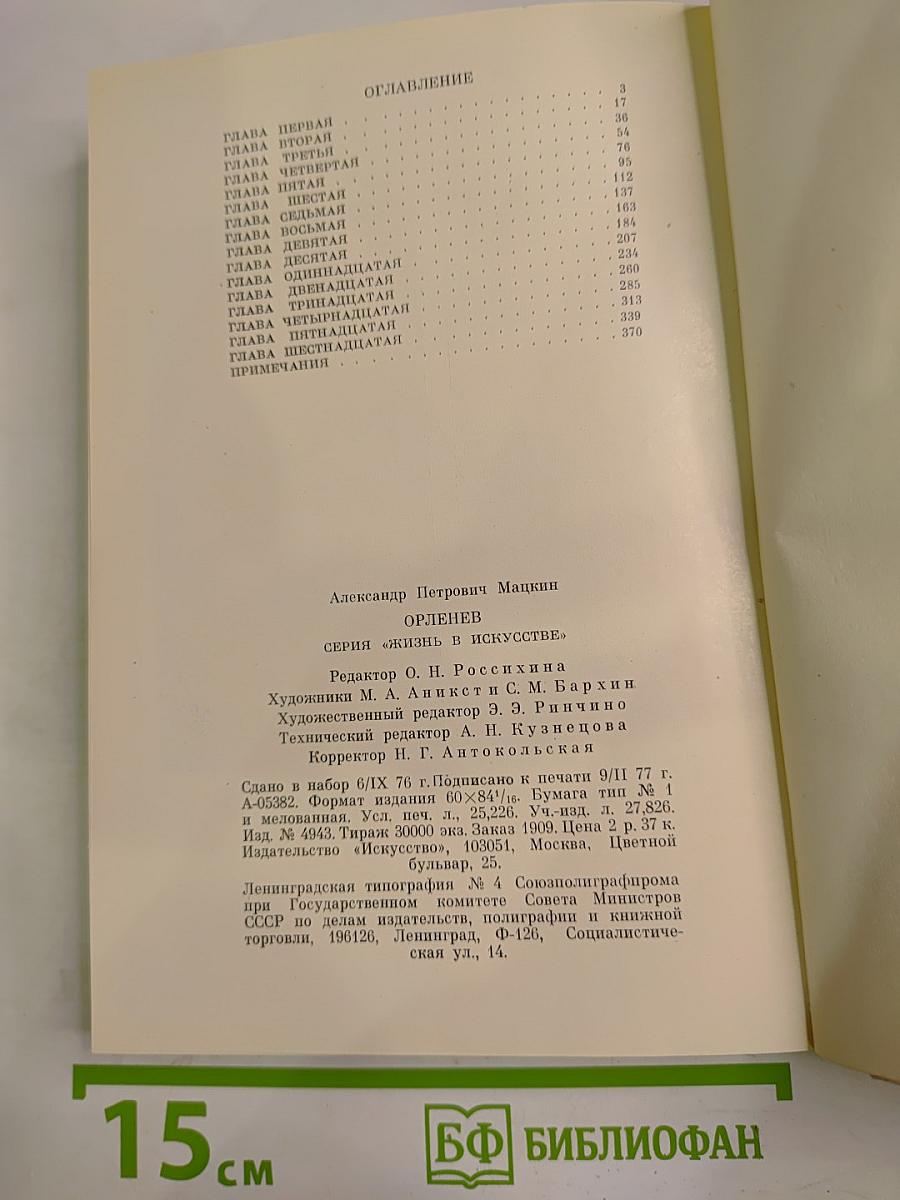 ОГЛАВЛЕНИЕ
ГЛАВА ПЕРВАЯ . . . . . . . . . . . . . . 3
ГЛАВА ВТОРАЯ . . . . . . . . . . . . . . 17
ГЛАВА ТРЕТЬЯ . . . . . . . . . . . . . . 36
ГЛАВА ЧЕТВЕРТАЯ . . . . . . . . . . . . . . 54
ГЛАВА ПЯТАЯ . . . . . . . . . . . . . . 76
ГЛАВА ШЕСТАЯ . . . . . . . . . . . . . . 95
ГЛАВА СЕДЬМАЯ . . . . . . . . . . . . . . 112
ГЛАВА ВОСЬМАЯ . . . . . . . . . . . . . . 137
ГЛАВА ДЕВЯТАЯ . . . . . . . . . . . . . . 163
ГЛАВА ДЕСЯТАЯ . . . . . . . . . . . . . . 184
ГЛАВА ОДИННАДЦАТАЯ . . . . . . . . . . . . 207
ГЛАВА ДВЕНАДЦАТАЯ . . . . . . . . . . . . 234
ГЛАВА ТРИНАДЦАТАЯ . . . . . . . . . . . . 260
ГЛАВА ЧЕТЫРНАДЦАТАЯ . . . . . . . . . . . . 285
ГЛАВА ПЯТНАДЦАТАЯ . . . . . . . . . . . . 313
ГЛАВА ШЕСТНАДЦАТАЯ . . . . . . . . . . . . 339
ПРИМЕЧАНИЯ . . . . . . . . . . . . . . 370
Александр Петрович Мацкин
ОРЛЕНЕВ
СЕРИЯ «ЖИЗНЬ В ИСКУССТВЕ»
Редактор О. Н. Россихина
Художники М. А. Аникст и С. М. Бархин
Художественный редактор Э. Э. Ринчино
Технический редактор А. Н. Кузнецова
Корректор Н. Г. Антокольская
Сдано в набор 6/IX 76 г. Подписано к печати 9/II 77 г.
А-05382. Формат издания 60×84¹/₁₆. Бумага тип № 1
и мелованная. Усл. печ. л., 25,226. Уч.-изд. л. 27,826.
Изд. № 4943. Тираж 30000 экз. Заказ 1909. Цена 2 р. 37 к.
Издательство «Искусство», 103051, Москва, Цветной
бульвар, 25.
Ленинградская типография № 4 Союзполиграфпрома
при Государственном комитете Совета Министров
СССР по делам издательств, полиграфии и книжной
торговли, 196126, Ленинград, Ф-126, Социалистиче-
ская ул., 14.
15 см
БФ БИБЛИОФАН